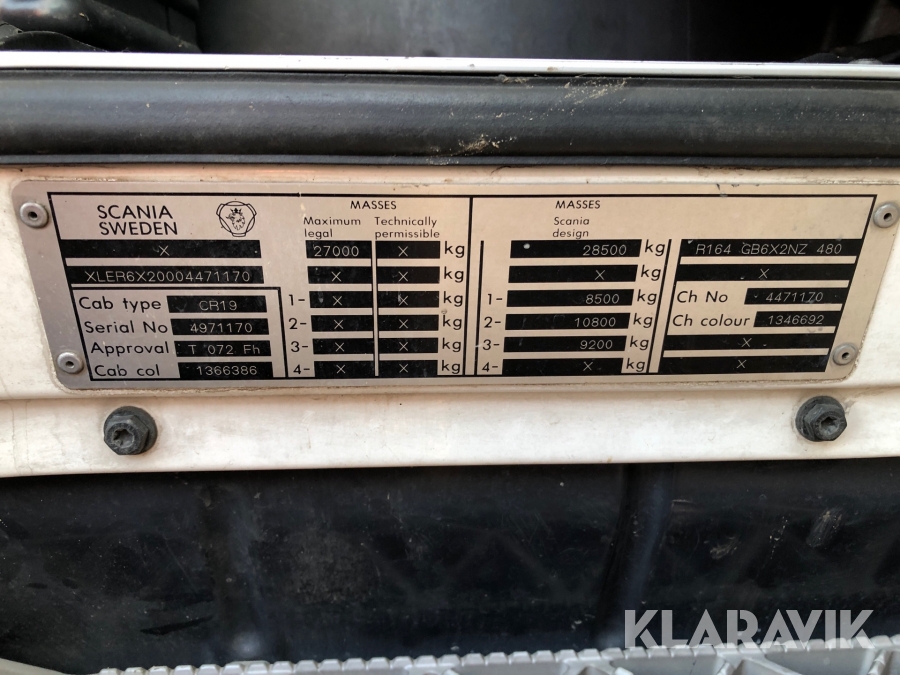 SCANIA
SWEDEN
X
XLER6X20004471170
Cab type CR19
Serial No 4971170
Approval T 072 Fh
Cab col 1366386
MASSES
Maximum legal Technically permissible
27000 X kg
X X kg
1- X X kg
2- X X kg
3- X X kg
4- X X kg
MASSES
Scania design
28500 kg
X kg
1- 8500 kg
2- 10800 kg
3- 9200 kg
4- X kg
R164 GB6X2NZ 480
X
Ch No 4471170
Ch colour 1346692
X
X
KLARAVIK